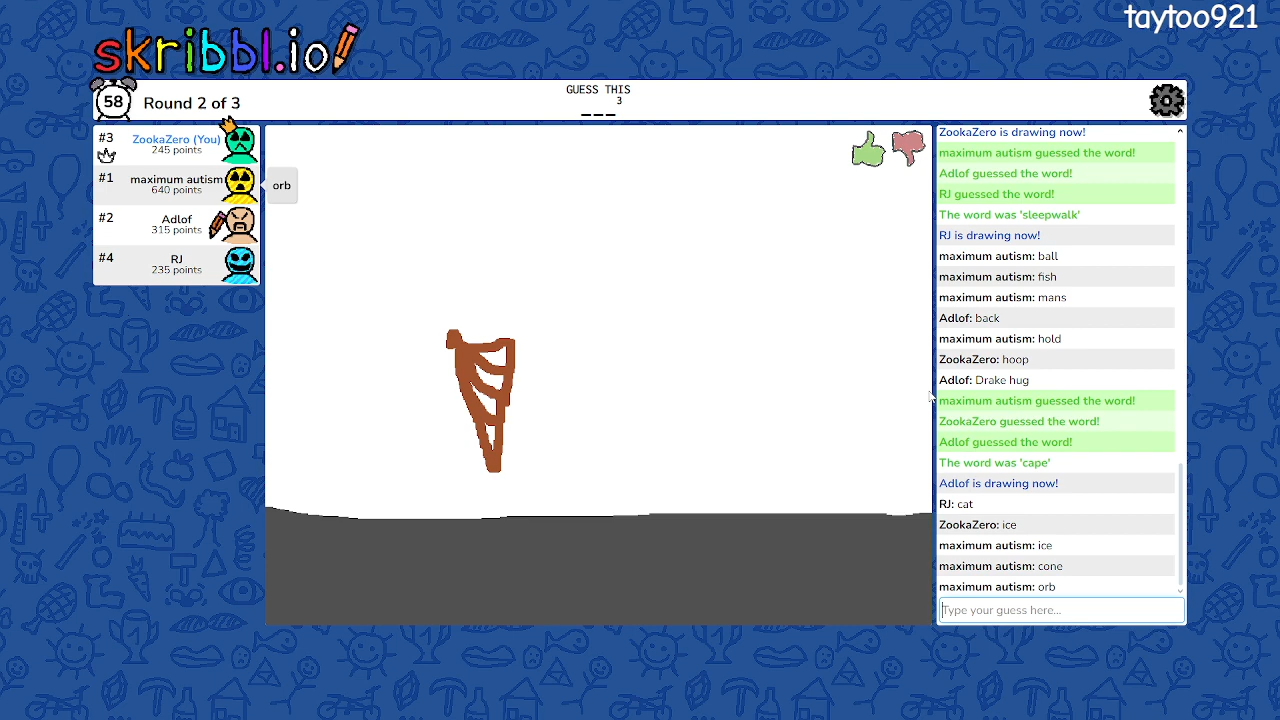 taytoo921
skribbl.io
58
Round 2 of 3
GUESS THIS
3
___
#3
ZookaZero (You)
245 points
#1
maximum autism
640 points
orb
#2
Adlof
315 points
#4
RJ
235 points
ZookaZero is drawing now!
maximum autism guessed the word!
Adlof guessed the word!
RJ guessed the word!
The word was 'sleepwalk'
RJ is drawing now!
maximum autism: ball
maximum autism: fish
maximum autism: mans
Adlof: back
maximum autism: hold
ZookaZero: hoop
Adlof: Drake hug
maximum autism guessed the word!
ZookaZero guessed the word!
Adlof guessed the word!
The word was 'cape'
Adlof is drawing now!
RJ: cat
ZookaZero: ice
maximum autism: ice
maximum autism: cone
maximum autism: orb
Type your guess here...